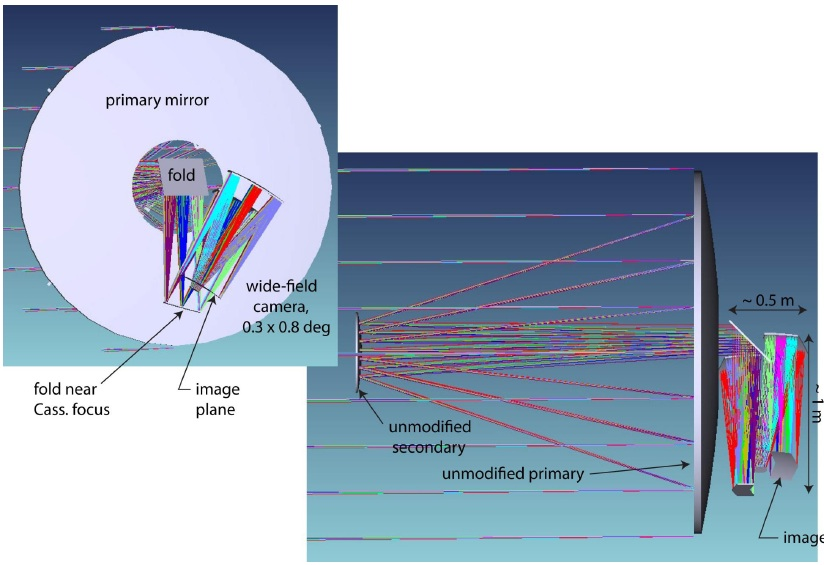 primary mirror
fold
wide-field
camera,
0.3 x 0.8 deg
fold near
Cass. focus
image
plane
~ 0.5 m
~ 1 m
unmodified
secondary
unmodified primary
image